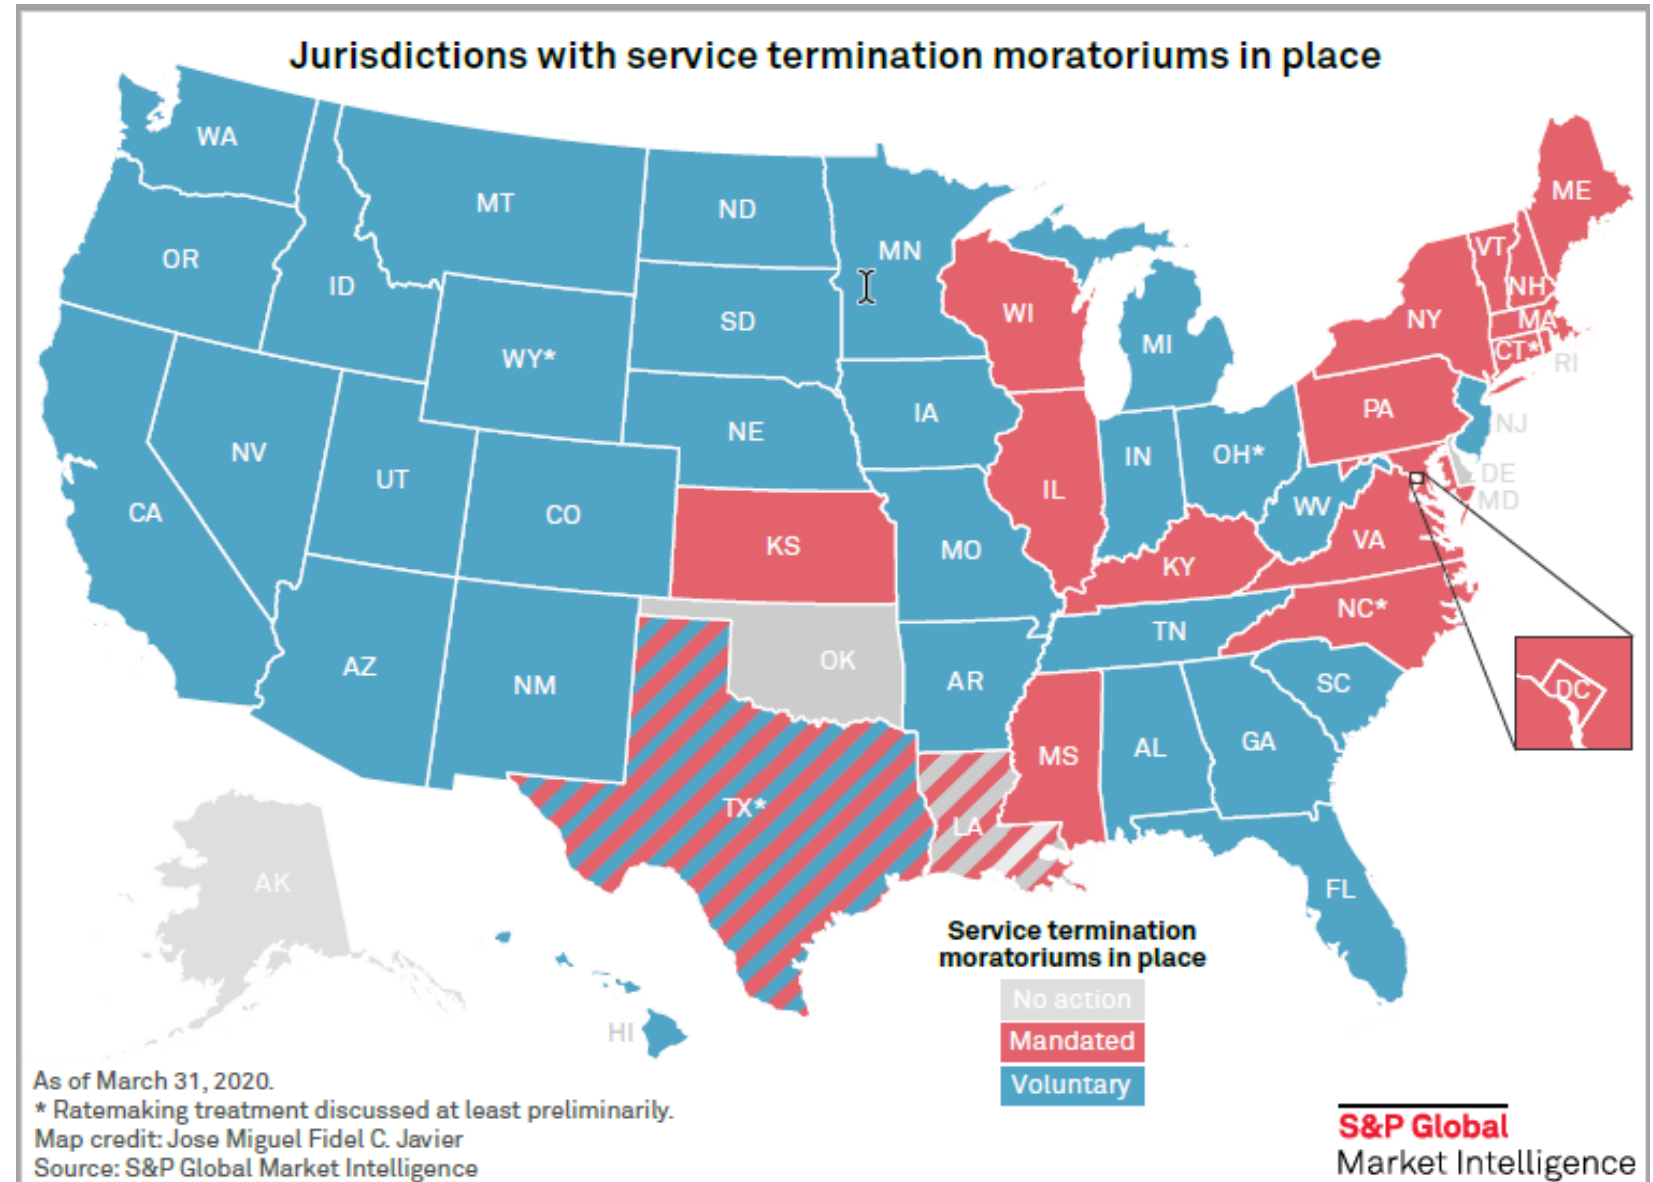 Jurisdictions with service termination moratoriums in place
WA
MT
ND
MN
ME
VT
NH
OR
ID
SD
WI
MI
NY
MA
CT*
RI
WY*
NE
IA
PA
NJ
NV
UT
CO
IN
OH*
IL
WV
DE
MD
CA
KS
MO
KY
VA
NC*
AZ
NM
OK
AR
TN
SC
DC
TX*
LA
MS
AL
GA
AK
FL
HI
Service termination
moratoriums in place
No action
Mandated
Voluntary
As of March 31, 2020.
* Ratemaking treatment discussed at least preliminarily.
Map credit: Jose Miguel Fidel C. Javier
Source: S&P Global Market Intelligence
S&P Global
Market Intelligence